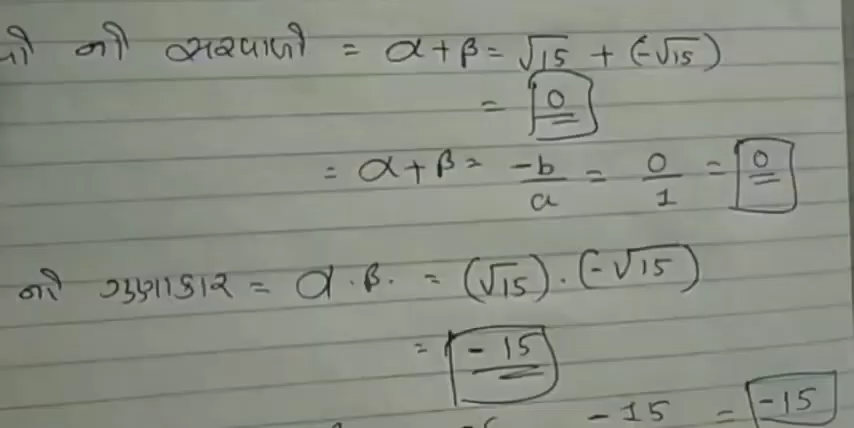 નો સરવાળો = α + β = √15 + (-√15)
= 0
= α + β = -b/a = 0/1 = 0
નો ગુણાકાર = α . β . = (√15) . (-√15)
= -15
-15 = -15